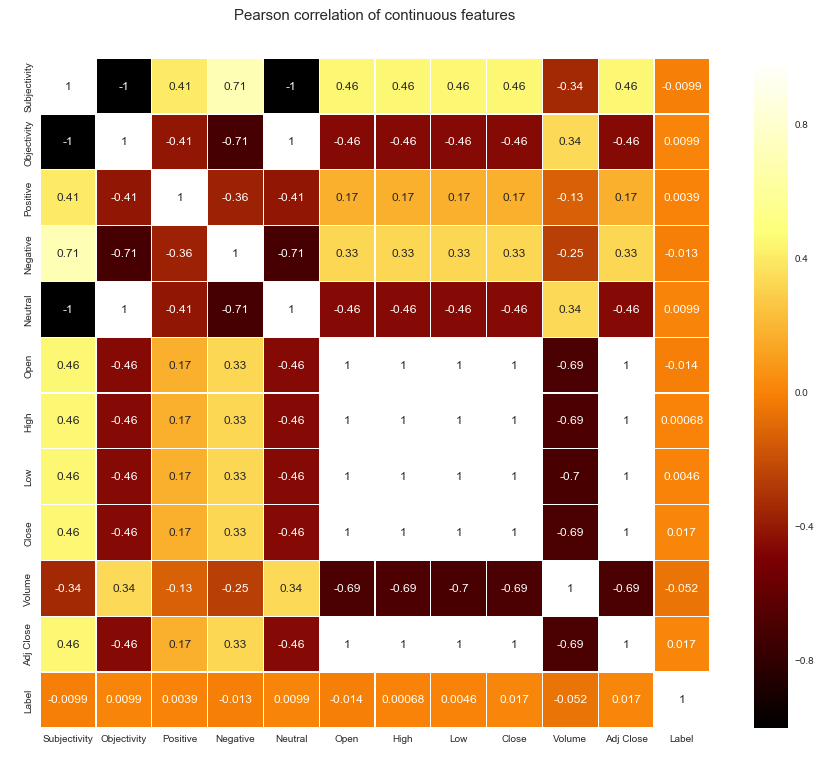 Pearson correlation of continuous features
Subjectivity 1 -1 0.41 0.71 -1 0.46 0.46 0.46 0.46 -0.34 0.46 -0.0099
Objectivity -1 1 -0.41 -0.71 1 -0.46 -0.46 -0.46 -0.46 0.34 -0.46 0.0099
Positive 0.41 -0.41 1 -0.36 -0.41 0.17 0.17 0.17 0.17 -0.13 0.17 0.0039
Negative 0.71 -0.71 -0.36 1 -0.71 0.33 0.33 0.33 0.33 -0.25 0.33 -0.013
Neutral -1 1 -0.41 -0.71 1 -0.46 -0.46 -0.46 -0.46 0.34 -0.46 0.0099
Open 0.46 -0.46 0.17 0.33 -0.46 1 1 1 1 -0.69 1 -0.014
High 0.46 -0.46 0.17 0.33 -0.46 1 1 1 1 -0.69 1 0.00068
Low 0.46 -0.46 0.17 0.33 -0.46 1 1 1 1 -0.7 1 0.0046
Close 0.46 -0.46 0.17 0.33 -0.46 1 1 1 1 -0.69 1 0.017
Volume -0.34 0.34 -0.13 -0.25 0.34 -0.69 -0.69 -0.7 -0.69 1 -0.69 -0.052
Adj Close 0.46 -0.46 0.17 0.33 -0.46 1 1 1 1 -0.69 1 0.017
Label -0.0099 0.0099 0.0039 -0.013 0.0099 -0.014 0.00068 0.0046 0.017 -0.052 0.017 1
Subjectivity Objectivity Positive Negative Neutral Open High Low Close Volume Adj Close Label
0.8
0.4
0.0
−0.4
−0.8